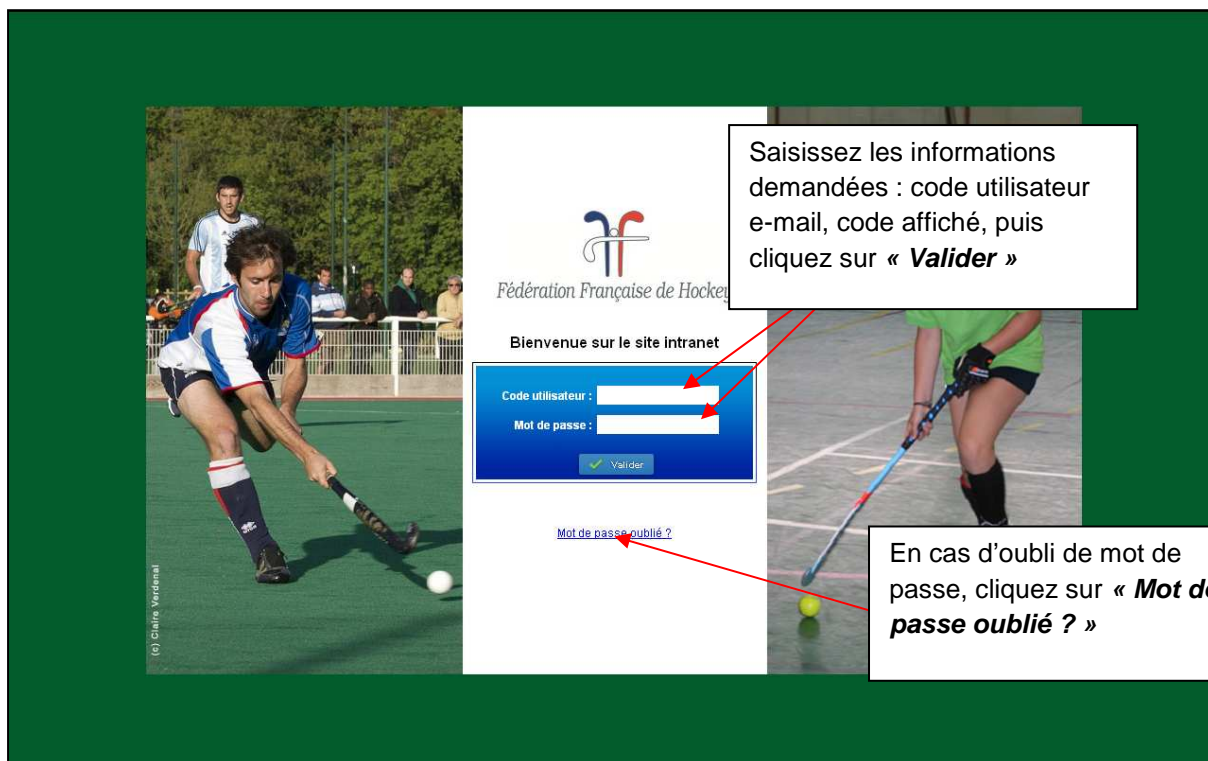 Saisissez les informations
demandées : code utilisateur
e-mail, code affiché, puis
cliquez sur « Valider »
Fédération Française de Hockey
Bienvenue sur le site intranet
Code utilisateur :
Mot de passe :
Valider
Mot de passe oublié ?
En cas d’oubli de mot de
passe, cliquez sur « Mot de
passe oublié ? »
(c) Claire Verdenal